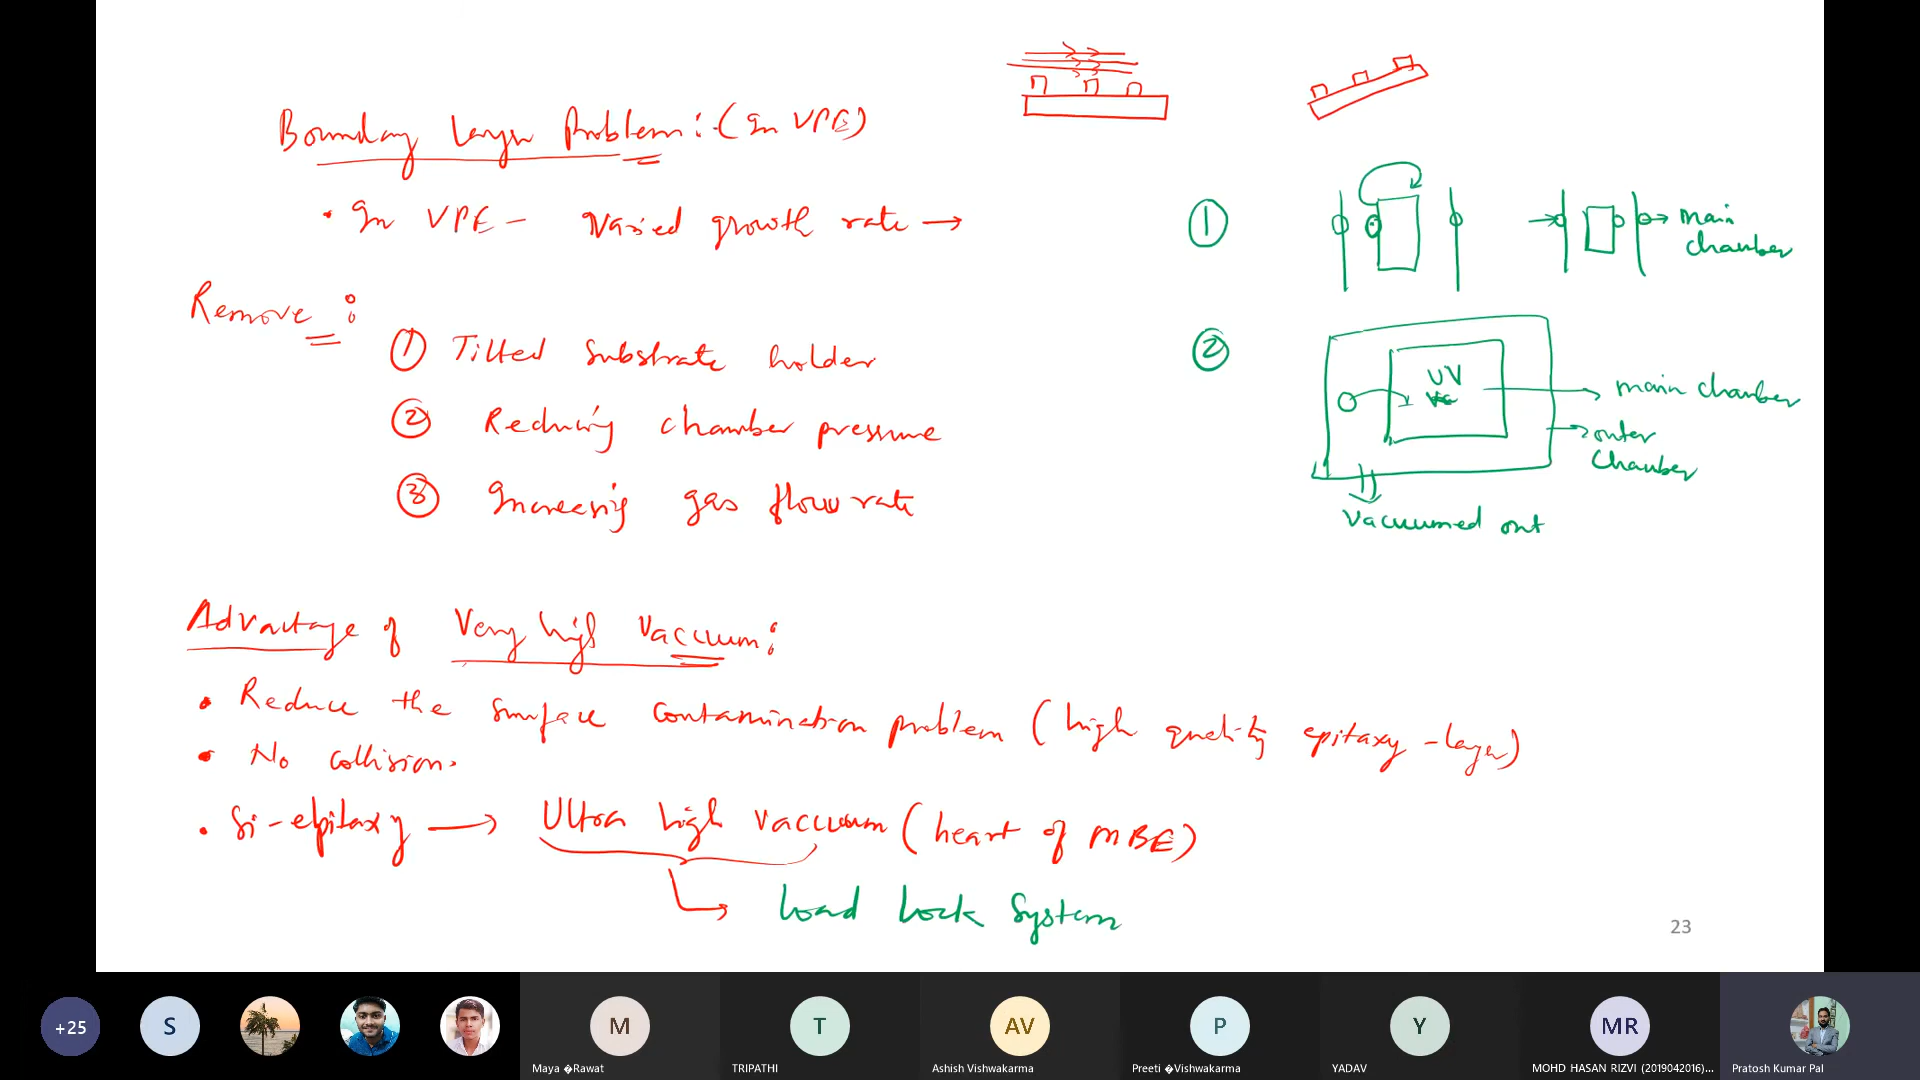 Boundary layer Problem:- (In VPE)
• In VPE - Varied growth rate →
Remove :
① Tilted substrate holder
② Reducing chamber pressure
③ Increasing gas flow rate
①
→ main
chamber
②
UV
→ main chamber
→ outer
chamber
Vacuumed out
Advantage of Very high Vaccum:
• Reduce the surface contamination problem (high quality epitaxy-layer)
• No collision.
• Si-epitaxy → Ultra high vaccum (heart of MBE)
→ Load Lock System
23
+25
S
M
T
AV
P
Y
MR
Maya �Rawat
TRIPATHI
Ashish Vishwakarma
Preeti �Vishwakarma
YADAV
MOHD HASAN RIZVI (2019042016)...
Pratosh Kumar Pal